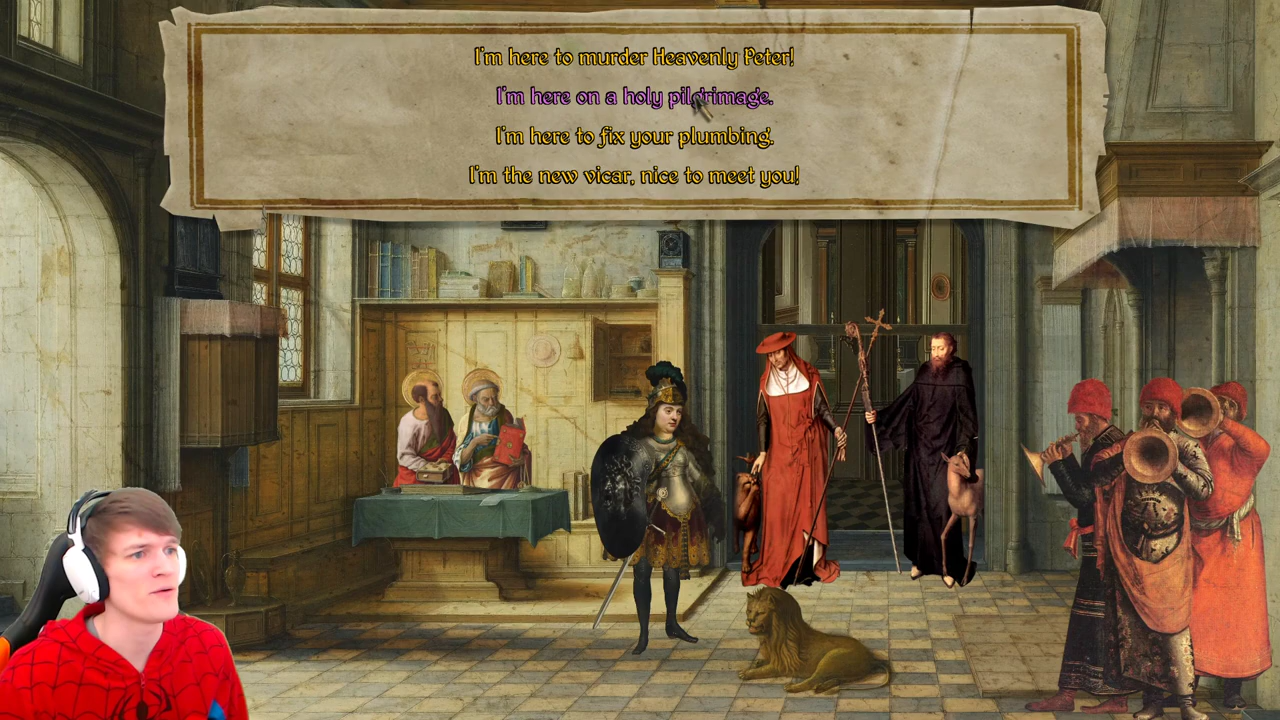 I'm here to murder Heavenly Peter!
I'm here on a holy pilgrimage.
I'm here to fix your plumbing.
I'm the new vicar, nice to meet you!